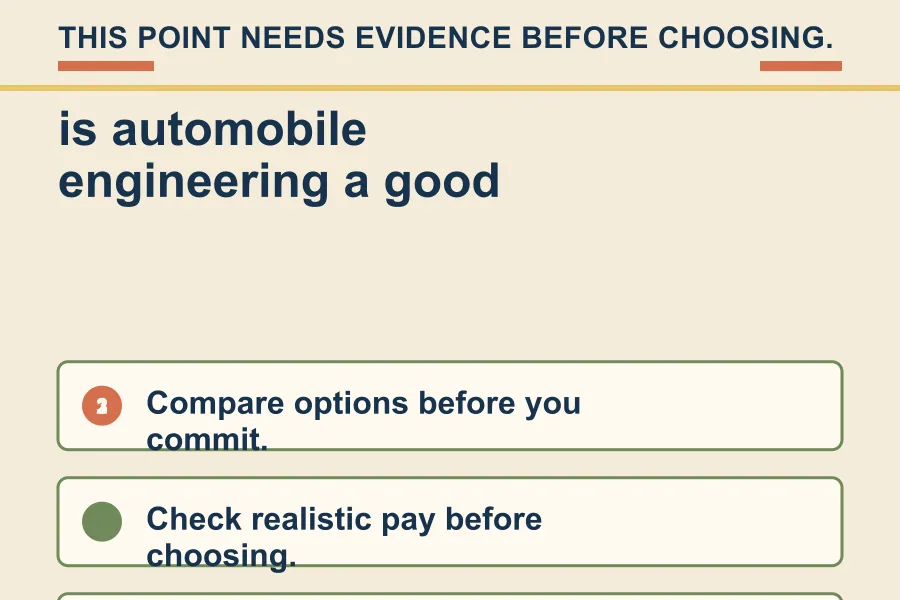 THIS POINT NEEDS EVIDENCE BEFORE CHOOSING.
is automobile
engineering a good
Compare options before you
commit.
Check realistic pay before
choosing.